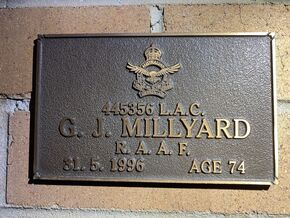 445356 L.A.C.
G. J. MILLYARD
R. A. A. F.
31. 5. 1996 AGE 74